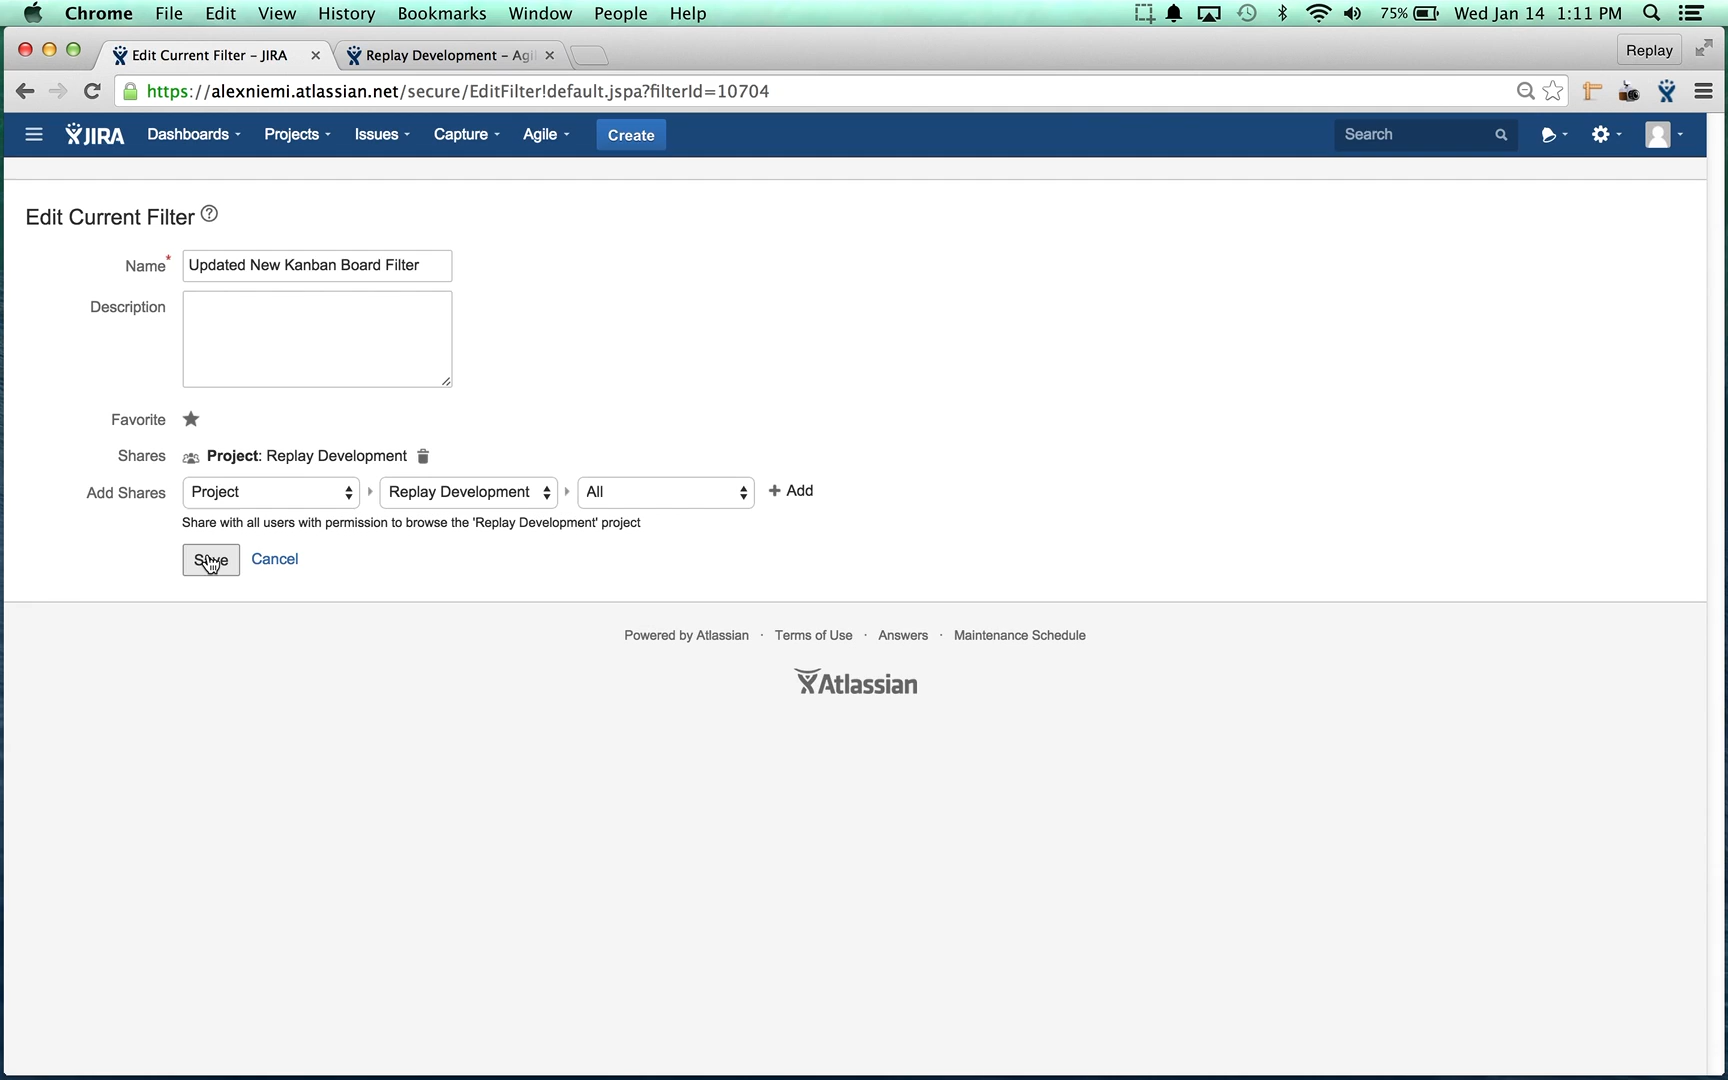 Chrome File Edit View History Bookmarks Window People Help 75% Wed Jan 14 1:11 PM
Edit Current Filter – JIRA Replay Development – Agil Replay
https://alexniemi.atlassian.net/secure/EditFilter!default.jspa?filterId=10704
JIRA Dashboards Projects Issues Capture Agile Create Search
Edit Current Filter
Name* Updated New Kanban Board Filter
Description
Favorite
Shares Project: Replay Development
Add Shares Project Replay Development All + Add
Share with all users with permission to browse the 'Replay Development' project
Save Cancel
Powered by Atlassian · Terms of Use · Answers · Maintenance Schedule
Atlassian